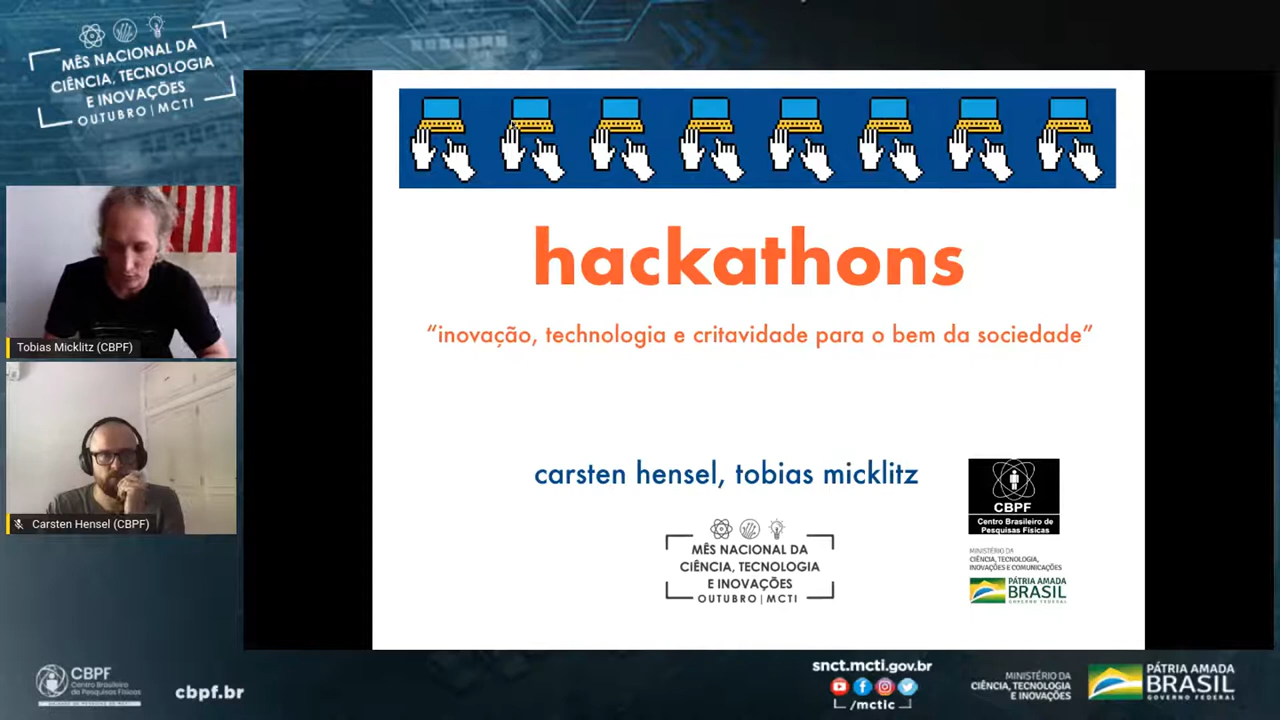 MÊS NACIONAL DA
CIÊNCIA, TECNOLOGIA
E INOVAÇÕES
OUTUBRO | MCTI
Tobias Micklitz (CBPF)
Carsten Hensel (CBPF)
hackathons
“inovação, technologia e critavidade para o bem da sociedade”
carsten hensel, tobias micklitz
CBPF
Centro Brasileiro de
Pesquisas Físicas
MÊS NACIONAL DA
CIÊNCIA, TECNOLOGIA
E INOVAÇÕES
OUTUBRO | MCTI
MINISTÉRIO DA
CIÊNCIA, TECNOLOGIA,
INOVAÇÕES E COMUNICAÇÕES
PÁTRIA AMADA
BRASIL
GOVERNO FEDERAL
CBPF
Centro Brasileiro
de Pesquisas Físicas
cbpf.br
snct.mcti.gov.br
/mctic
MINISTÉRIO DA
CIÊNCIA, TECNOLOGIA
E INOVAÇÕES
PÁTRIA AMADA
BRASIL
GOVERNO FEDERAL